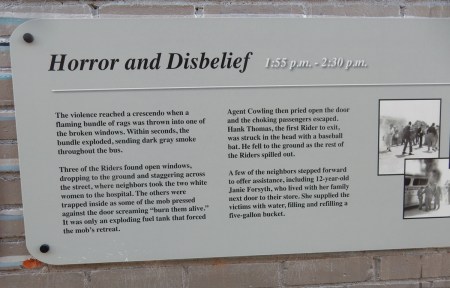 Horror and Disbelief 1:55 p.m. - 2:30 p.m.
The violence reached a crescendo when a
flaming bundle of rags was thrown into one of
the broken windows. Within seconds, the
bundle exploded, sending dark gray smoke
throughout the bus.
Three of the Riders found open windows,
dropping to the ground and staggering across
the street, where neighbors took the two white
women to the hospital. The others were
trapped inside as some of the mob pressed
against the door screaming "burn them alive."
It was only an exploding fuel tank that forced
the mob's retreat.
Agent Cowling then pried open the door
and the choking passengers escaped.
Hank Thomas, the first Rider to exit,
was struck in the head with a baseball
bat. He fell to the ground as the rest of
the Riders spilled out.
A few of the neighbors stepped forward
to offer assistance, including 12-year-old
Janie Forsyth, who lived with her family
next door to their store. She supplied the
victims with water, filling and refilling a
five-gallon bucket.